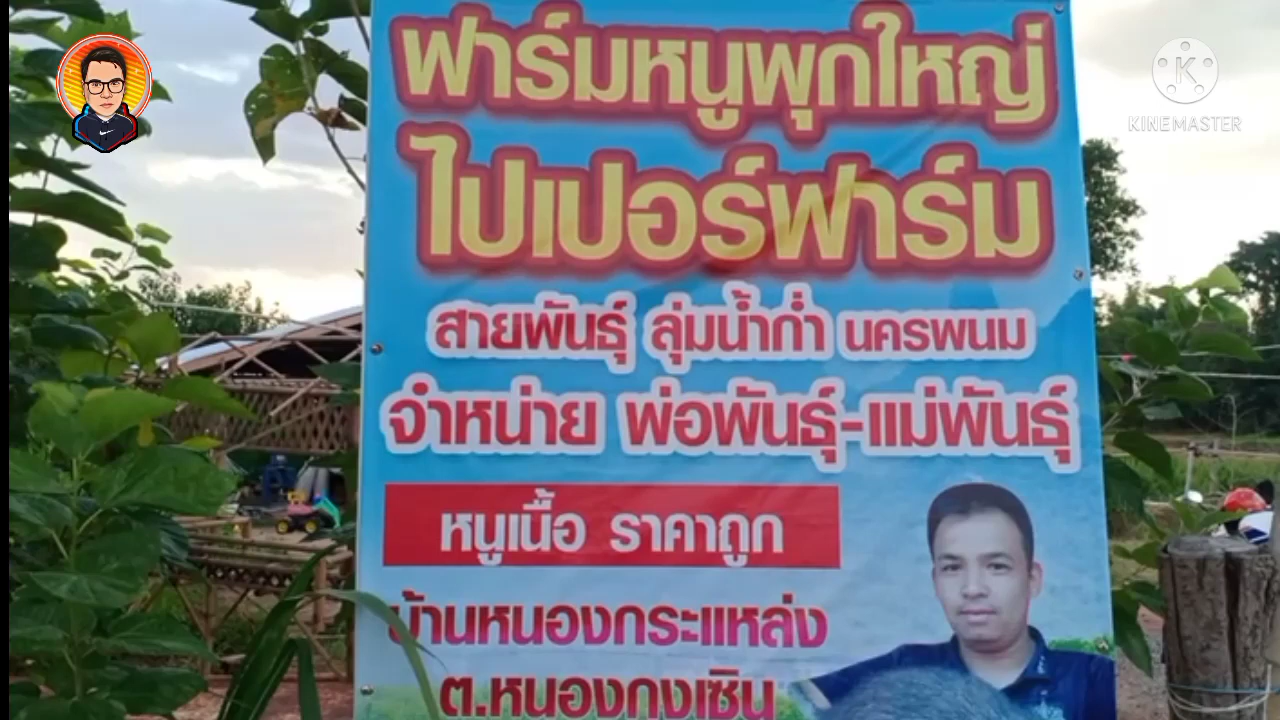 ฟาร์มหนูพุกใหญ่
ไปเปอร์ฟาร์ม
สายพันธุ์ ลุ่มน้ำก่ำ นครพนม
จำหน่าย พ่อพันธุ์-แม่พันธุ์
หนูเนื้อ ราคาถูก
บ้านหนองกระแหล่ง
ต.หนองกุงเซิน
K
KINEMASTER